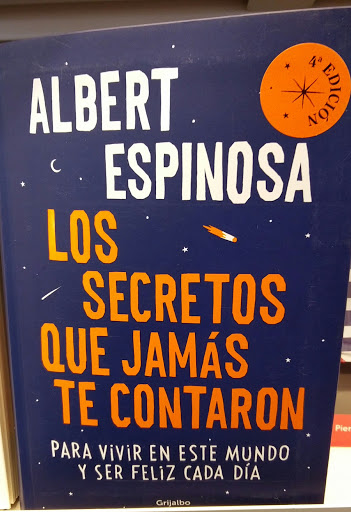 ALBERT
ESPINOSA
4ª EDICIÓN
LOS
SECRETOS
QUE JAMÁS
TE CONTARON
PARA VIVIR EN ESTE MUNDO
Y SER FELIZ CADA DÍA
Grijalbo